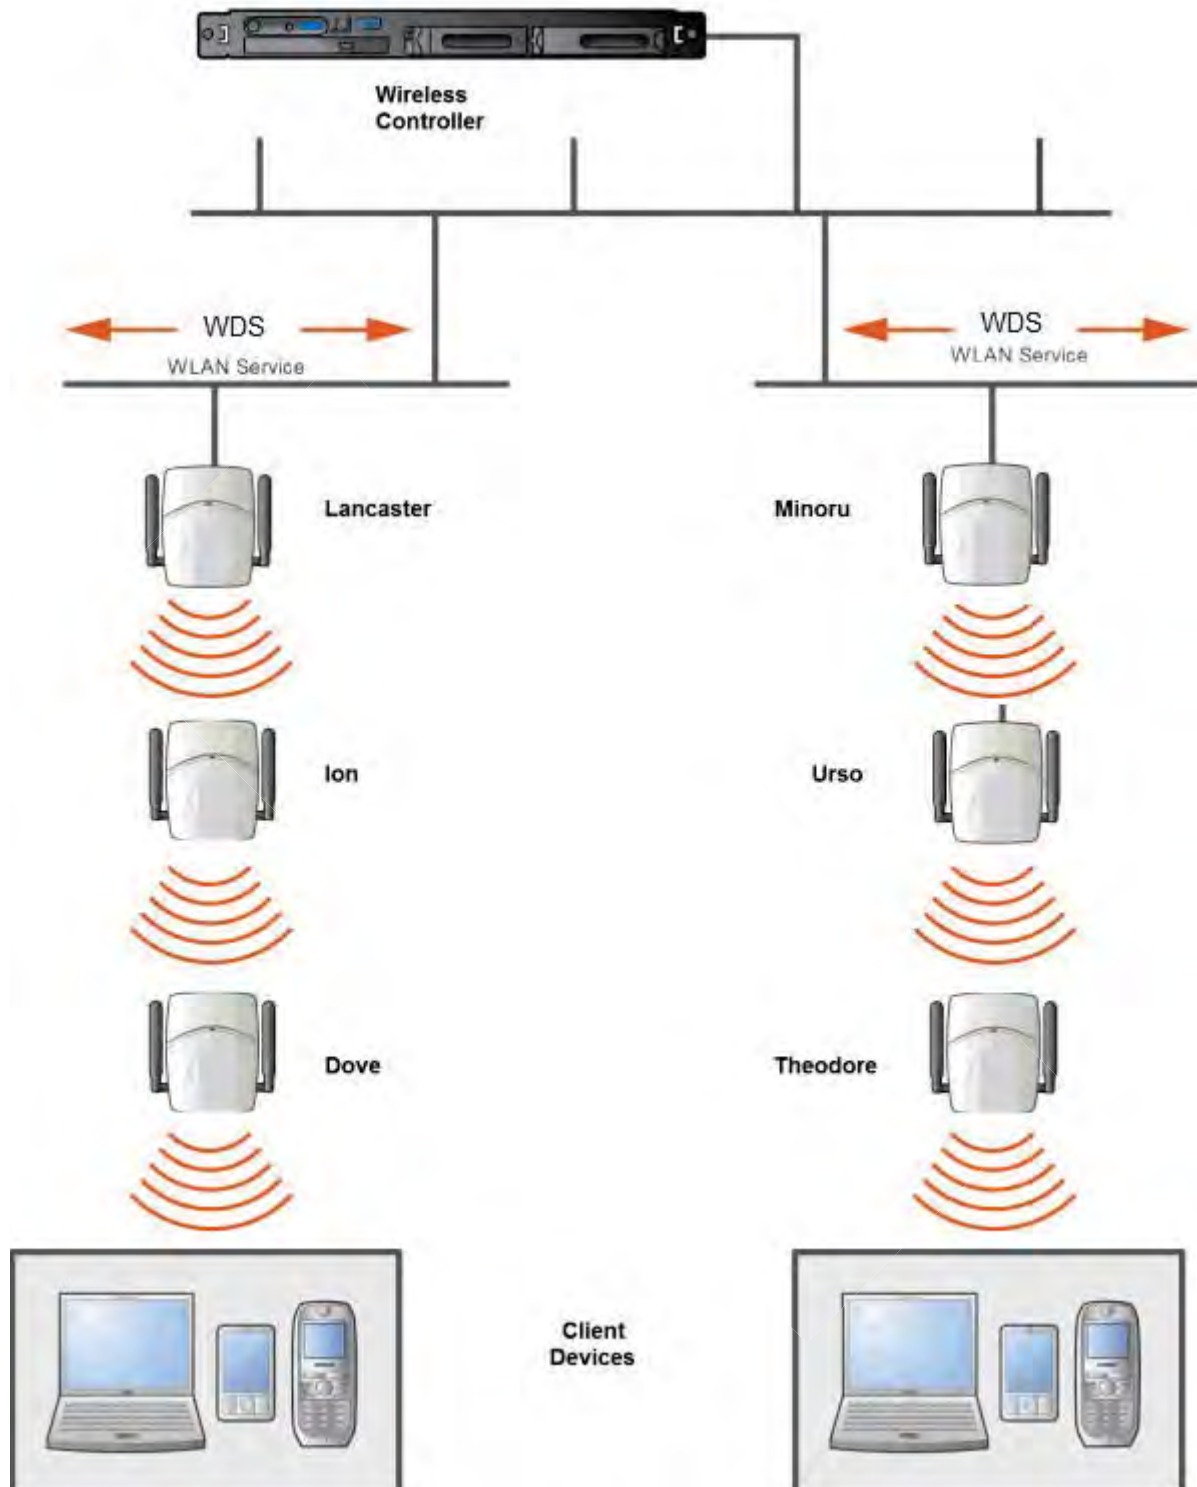 Wireless
Controller
WDS
WLAN Service
WDS
WLAN Service
Lancaster
Minoru
Ion
Urso
Dove
Theodore
Client
Devices